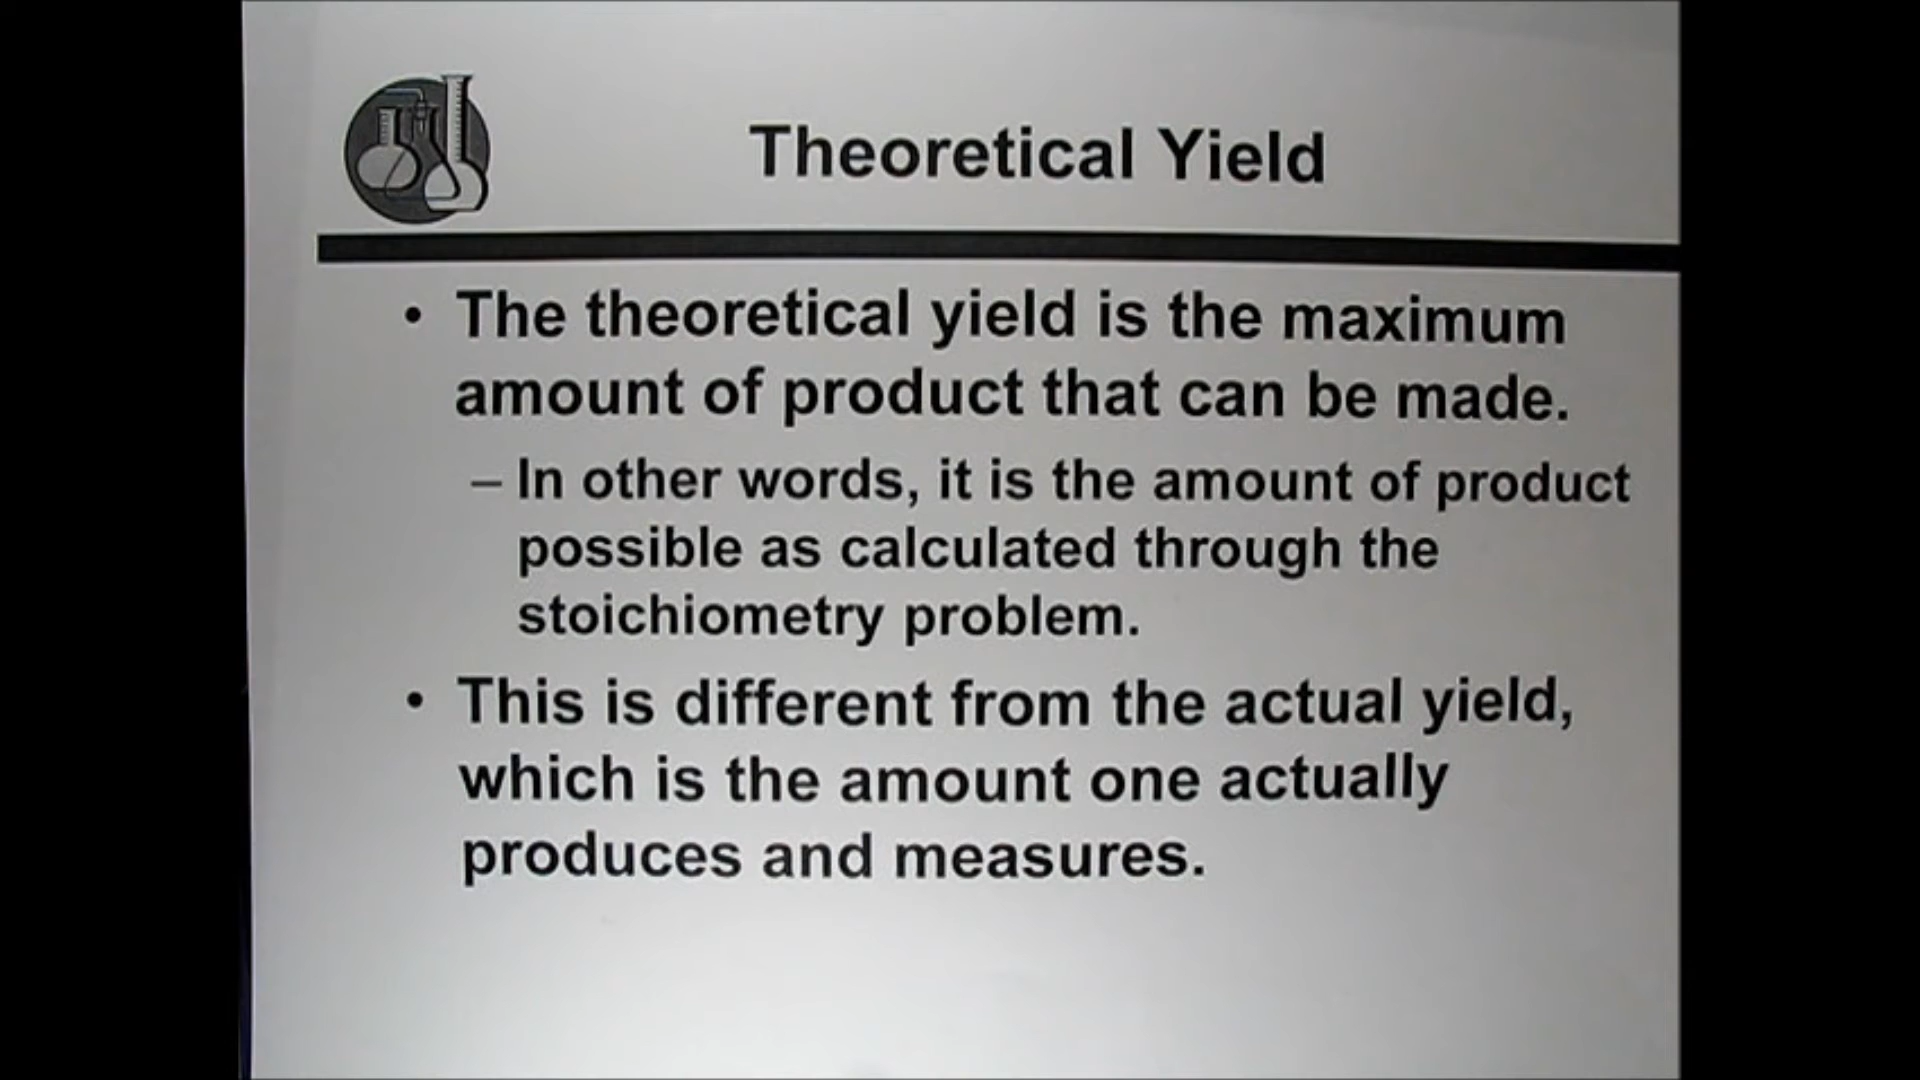 Theoretical Yield
• The theoretical yield is the maximum
amount of product that can be made.
– In other words, it is the amount of product
possible as calculated through the
stoichiometry problem.
• This is different from the actual yield,
which is the amount one actually
produces and measures.